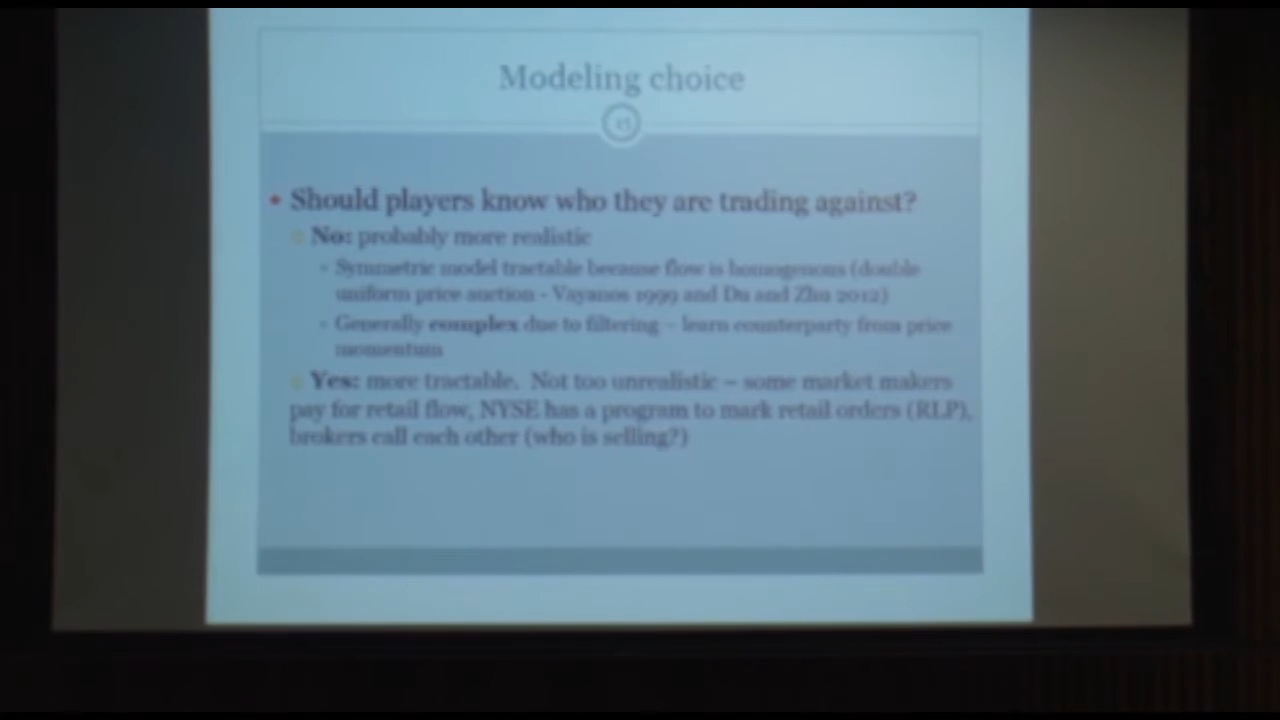 Modeling choice
• Should players know who they are trading against?
No: probably more realistic
Symmetric model tractable because flow is homogenous (double
uniform price auction - Vayanos 1999 and Du and Zhu 2012)
Generally complex due to filtering – learn counterparty from price
momentum
Yes: more tractable. Not too unrealistic – some market makers
pay for retail flow, NYSE has a program to mark retail orders (RLP),
brokers call each other (who is selling?)